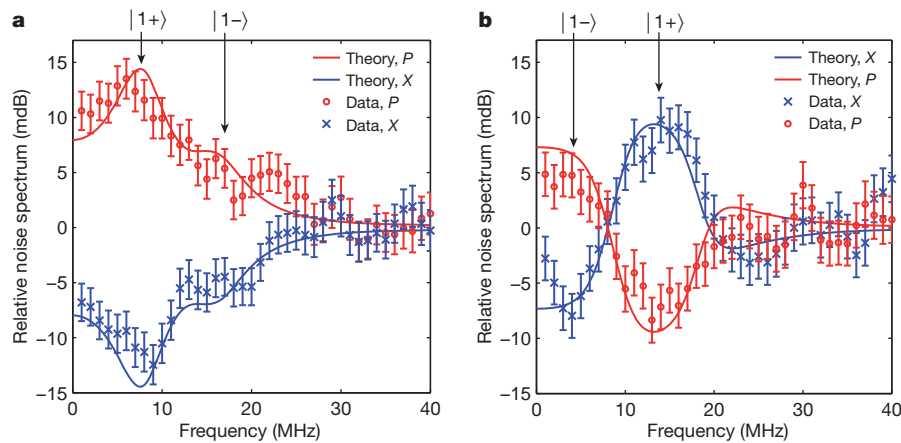 a
|1+⟩
|1−⟩
Relative noise spectrum (mdB)
15
10
5
0
−5
−10
−15
Theory, P
Theory, X
Data, P
Data, X
0
10
20
30
40
Frequency (MHz)
b
|1−⟩
|1+⟩
Relative noise spectrum (mdB)
15
10
5
0
−5
−10
−15
Theory, X
Theory, P
Data, X
Data, P
0
10
20
30
40
Frequency (MHz)